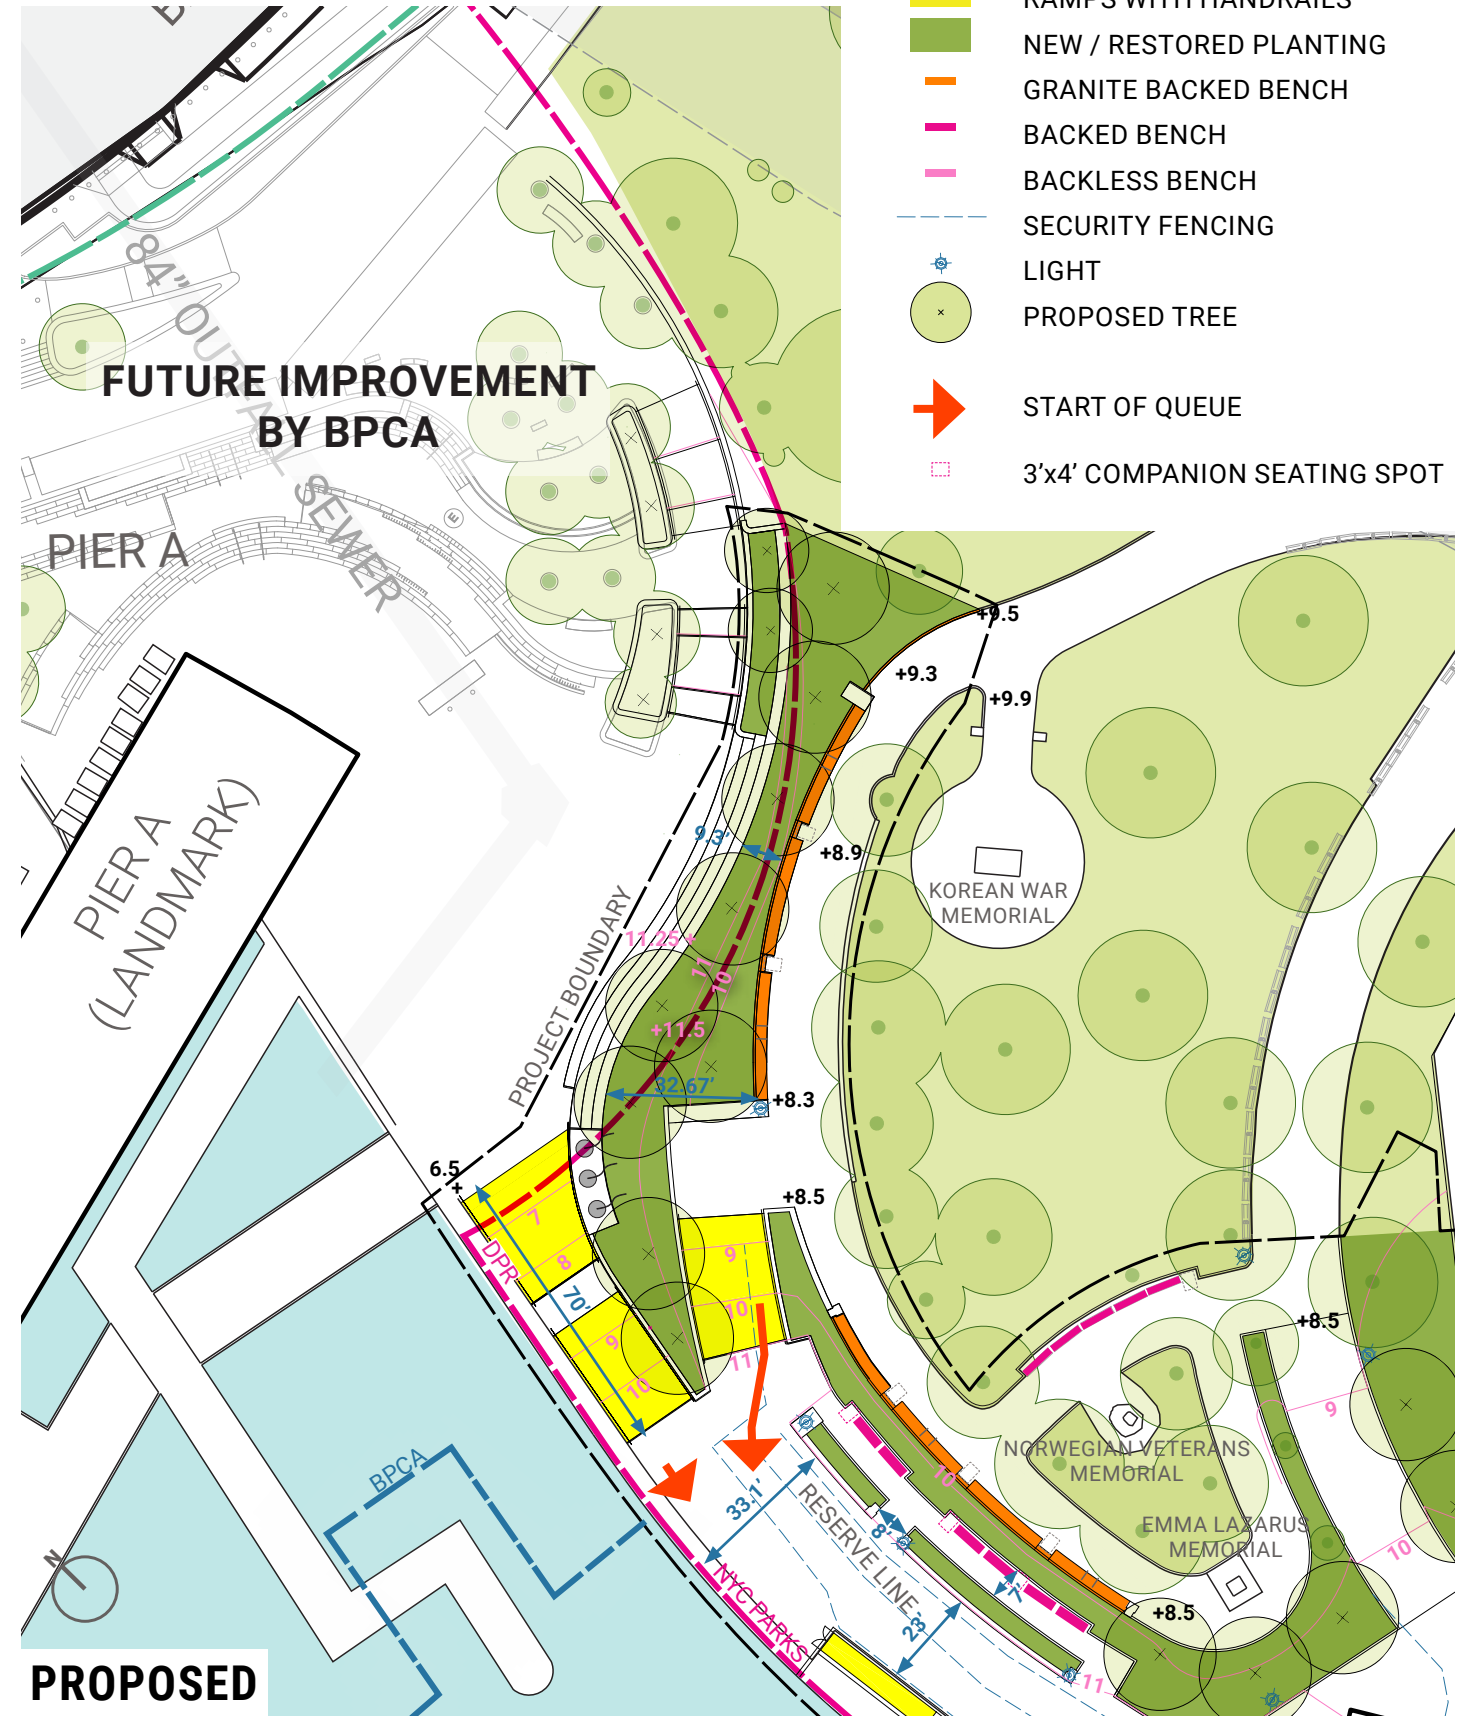 RAMPS WITH HANDRAILS
NEW / RESTORED PLANTING
GRANITE BACKED BENCH
BACKED BENCH
BACKLESS BENCH
SECURITY FENCING
LIGHT
PROPOSED TREE
START OF QUEUE
3’x4’ COMPANION SEATING SPOT
84” OUTFALL SEWER
FUTURE IMPROVEMENT
BY BPCA
PIER A
E
PIER A
(LANDMARK)
PROJECT BOUNDARY
+9.5
+9.3
+9.9
9.3’
+8.9
KOREAN WAR
MEMORIAL
11.25 +
11
10
+11.5
32.67’
+8.3
6.5
+
+8.5
7
8
9
10
DPR
70’
9
10
11
+8.5
9
NORWEGIAN VETERANS
MEMORIAL
10
EMMA LAZARUS
MEMORIAL
10
BPCA
33.1’
RESERVE LINE
8’
7’
23’
+8.5
11
NYC PARKS
N
PROPOSED